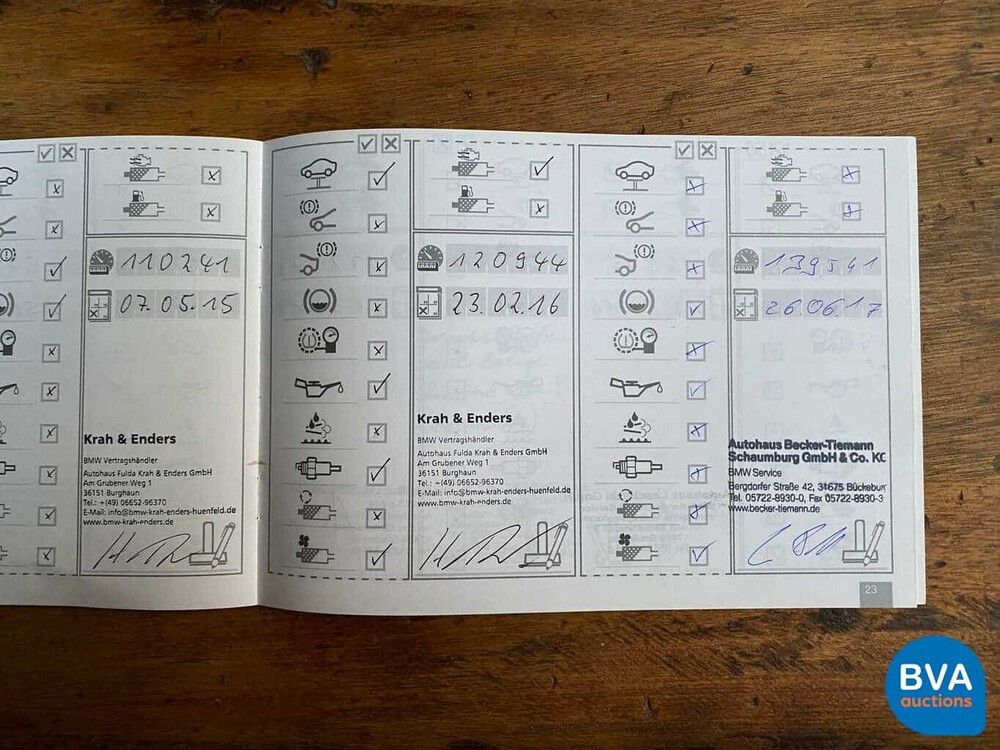 110241
07.05.15
Krah & Enders
BMW Vertragshändler
Autohaus Fulda Krah & Enders GmbH
Am Grubener Weg 1
36151 Burghaun
Tel.: +(49) 06652-96370
E-Mail: info@bmw-krah-enders-huenfeld.de
www.bmw-krah-enders.de
120944
23.02.16
Krah & Enders
BMW Vertragshändler
Autohaus Fulda Krah & Enders GmbH
Am Grubener Weg 1
36151 Burghaun
Tel.: +(49) 06652-96370
E-Mail: info@bmw-krah-enders-huenfeld.de
www.bmw-krah-enders.de
139541
26.06.17
Autohaus Becker-Tiemann
Schaumburg GmbH & Co. KG
BMW Service
Bergdorfer Straße 42, 31675 Bückeburg
Tel. 05722-8930-0, Fax 05722-8930-3
www.becker-tiemann.de
23
BVA
auctions